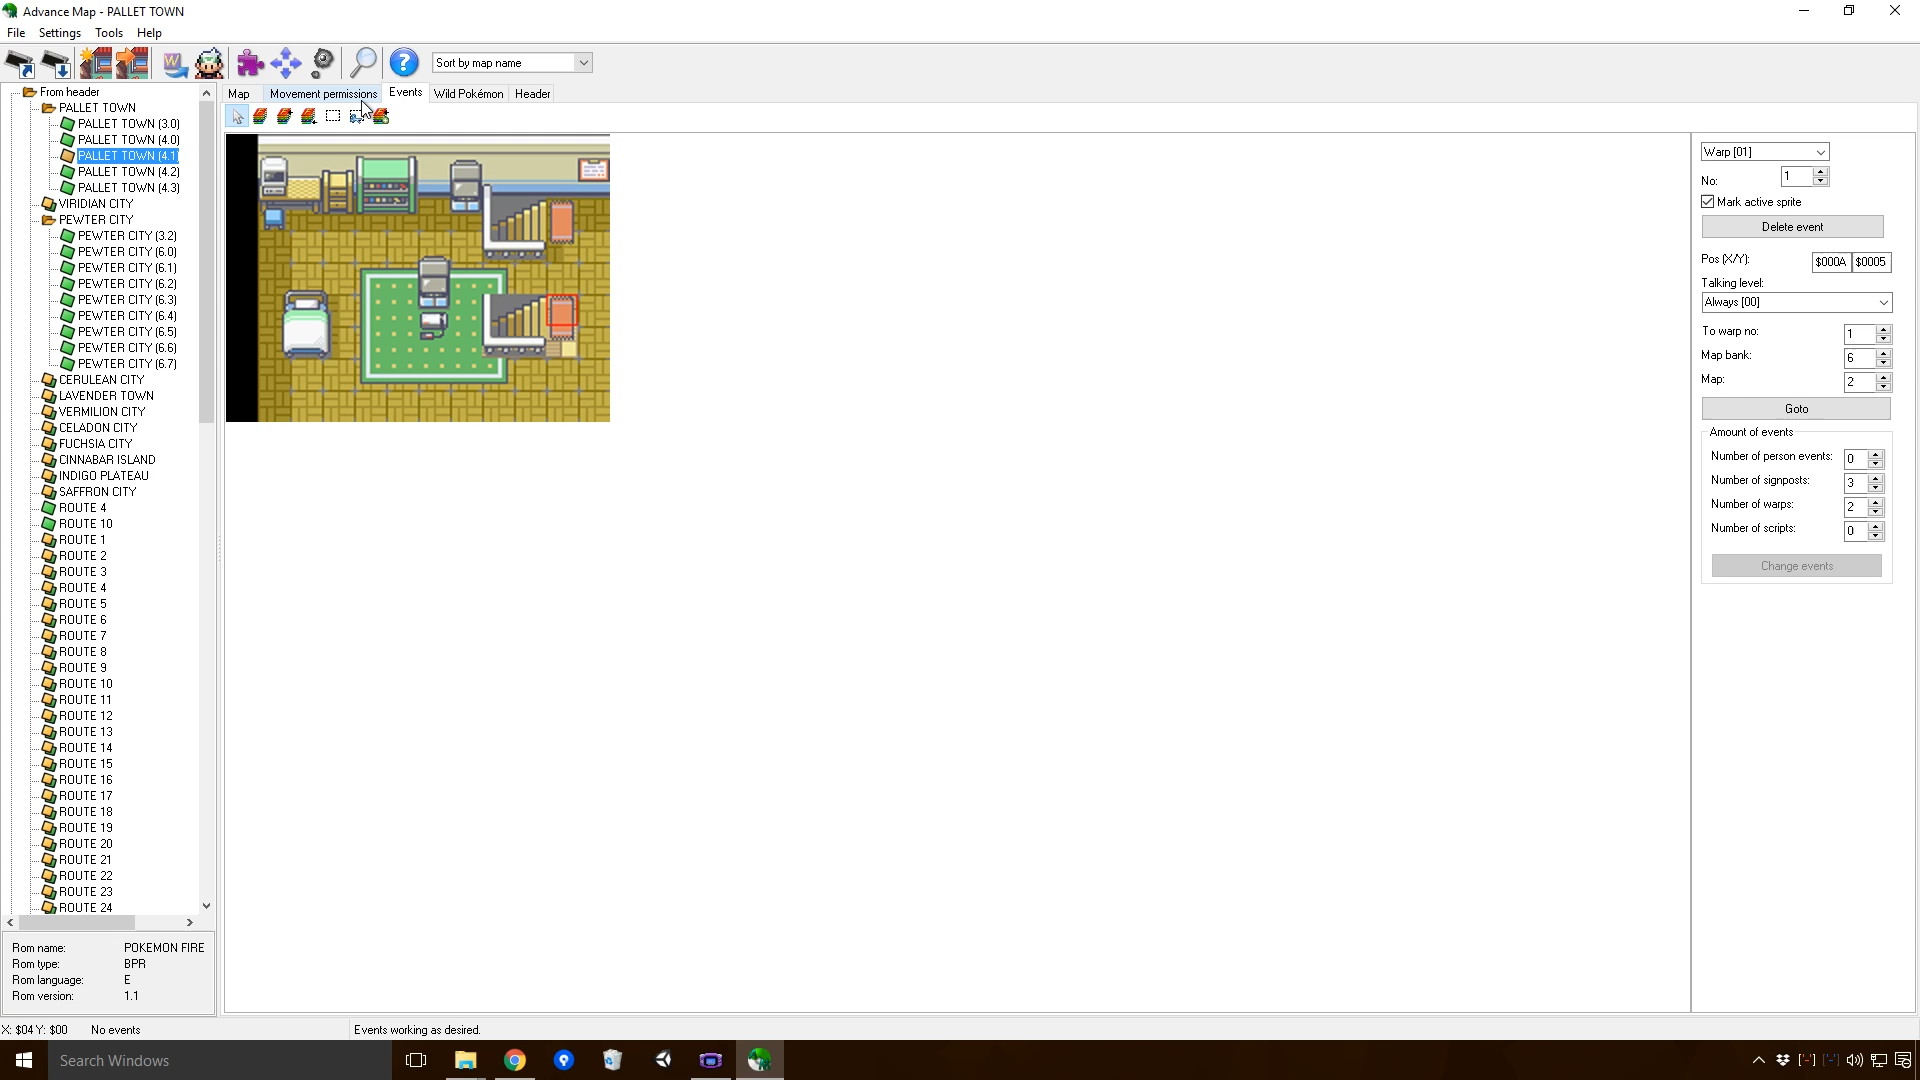 Advance Map - PALLET TOWN
File Settings Tools Help
W
?
Sort by map name
Map Movement permissions Events Wild Pokémon Header
From header
PALLET TOWN
PALLET TOWN (3.0)
PALLET TOWN (4.0)
PALLET TOWN (4.1)
PALLET TOWN (4.2)
PALLET TOWN (4.3)
VIRIDIAN CITY
PEWTER CITY
PEWTER CITY (3.2)
PEWTER CITY (6.0)
PEWTER CITY (6.1)
PEWTER CITY (6.2)
PEWTER CITY (6.3)
PEWTER CITY (6.4)
PEWTER CITY (6.5)
PEWTER CITY (6.6)
PEWTER CITY (6.7)
CERULEAN CITY
LAVENDER TOWN
VERMILION CITY
CELADON CITY
FUCHSIA CITY
CINNABAR ISLAND
INDIGO PLATEAU
SAFFRON CITY
ROUTE 4
ROUTE 10
ROUTE 1
ROUTE 2
ROUTE 3
ROUTE 4
ROUTE 5
ROUTE 6
ROUTE 7
ROUTE 8
ROUTE 9
ROUTE 10
ROUTE 11
ROUTE 12
ROUTE 13
ROUTE 14
ROUTE 15
ROUTE 16
ROUTE 17
ROUTE 18
ROUTE 19
ROUTE 20
ROUTE 21
ROUTE 22
ROUTE 23
ROUTE 24
Rom name: POKEMON FIRE
Rom type: BPR
Rom language: E
Rom version: 1.1
Warp [01]
No: 1
Mark active sprite
Delete event
Pos (X/Y): $000A $0005
Talking level:
Always [00]
To warp no: 1
Map bank: 6
Map: 2
Goto
Amount of events
Number of person events: 0
Number of signposts: 3
Number of warps: 2
Number of scripts: 0
Change events
X: $04 Y: $00 No events Events working as desired.
Search Windows